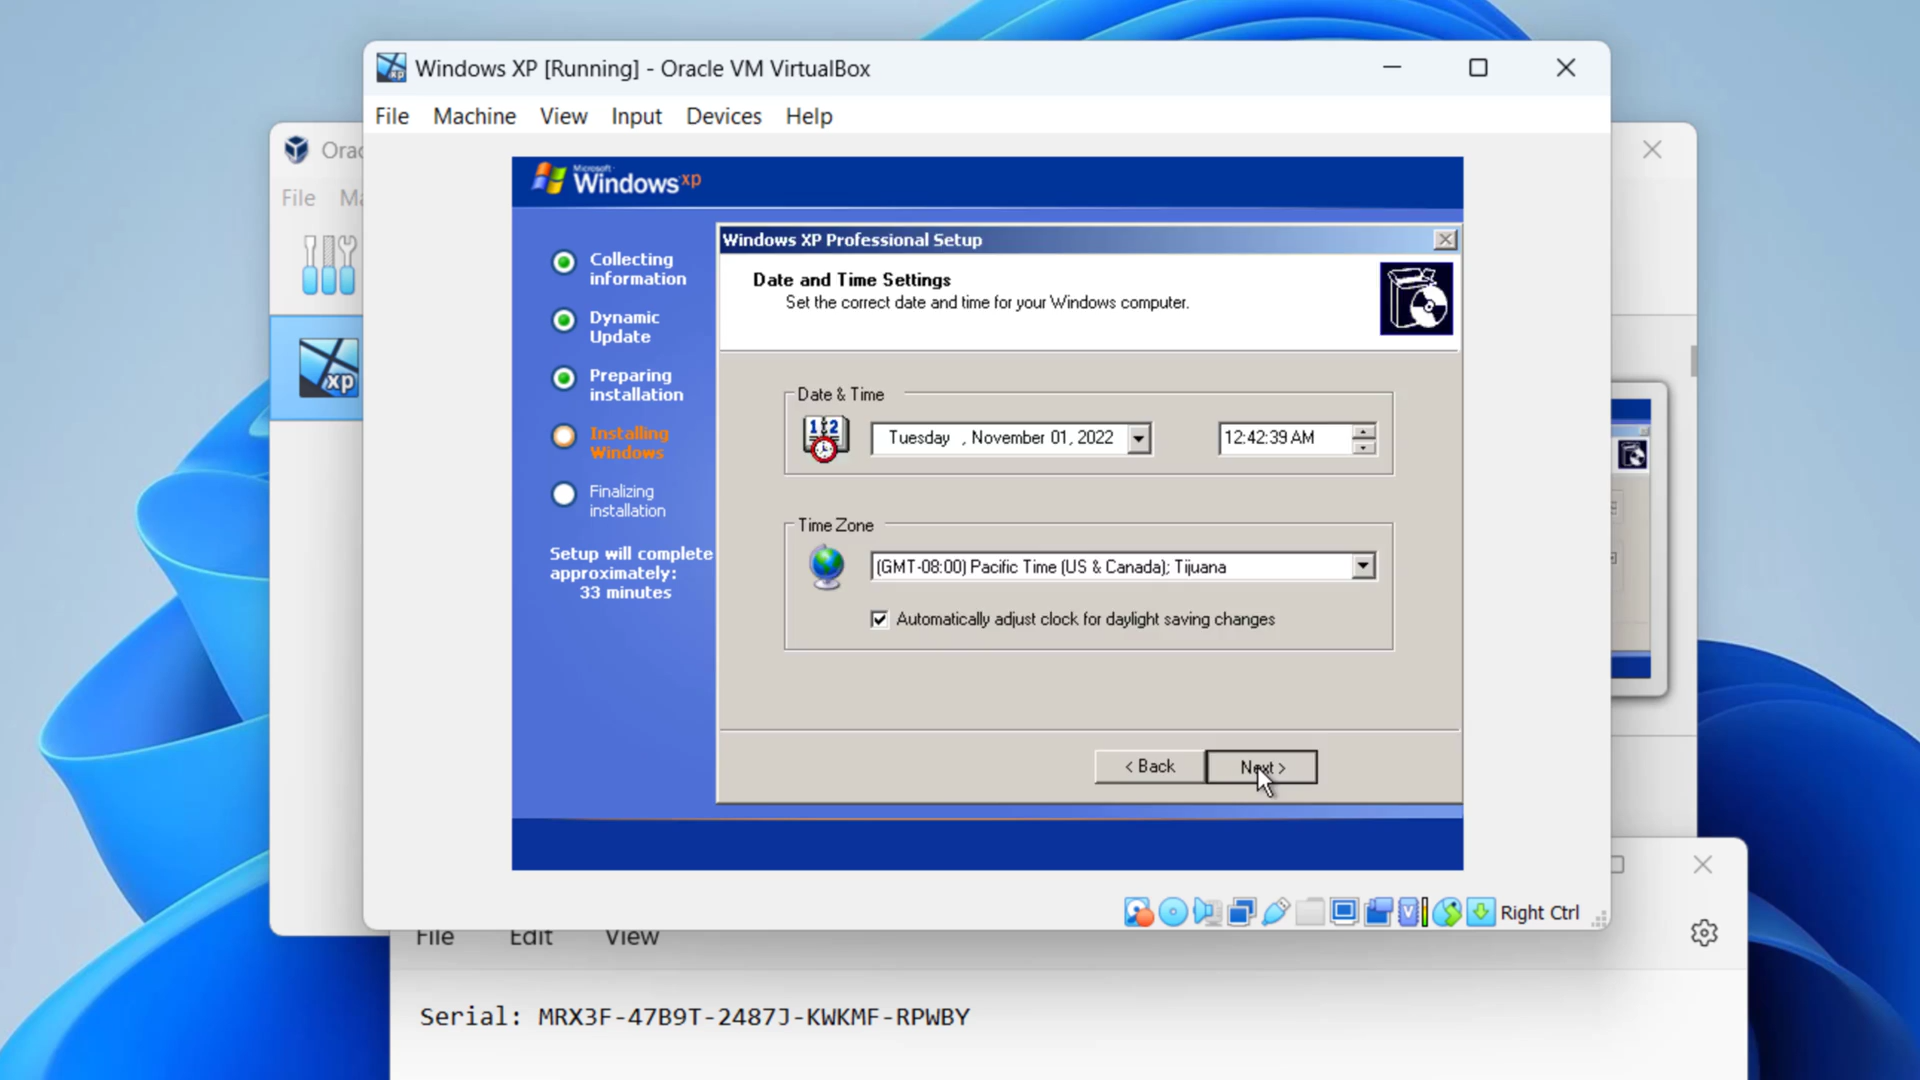 Windows XP [Running] - Oracle VM VirtualBox
File Machine View Input Devices Help
File
Microsoft
Windows xp
Collecting
information
Dynamic
Update
Preparing
installation
Installing
Windows
Finalizing
installation
Setup will complete
approximately:
33 minutes
Windows XP Professional Setup
Date and Time Settings
Set the correct date and time for your Windows computer.
Date & Time
12
Tuesday , November 01, 2022
12:42:39 AM
Time Zone
(GMT-08:00) Pacific Time (US & Canada); Tijuana
Automatically adjust clock for daylight saving changes
< Back
Next >
xp
xp
V
Right Ctrl
File Edit View
Serial: MRX3F-47B9T-2487J-KWKMF-RPWBY